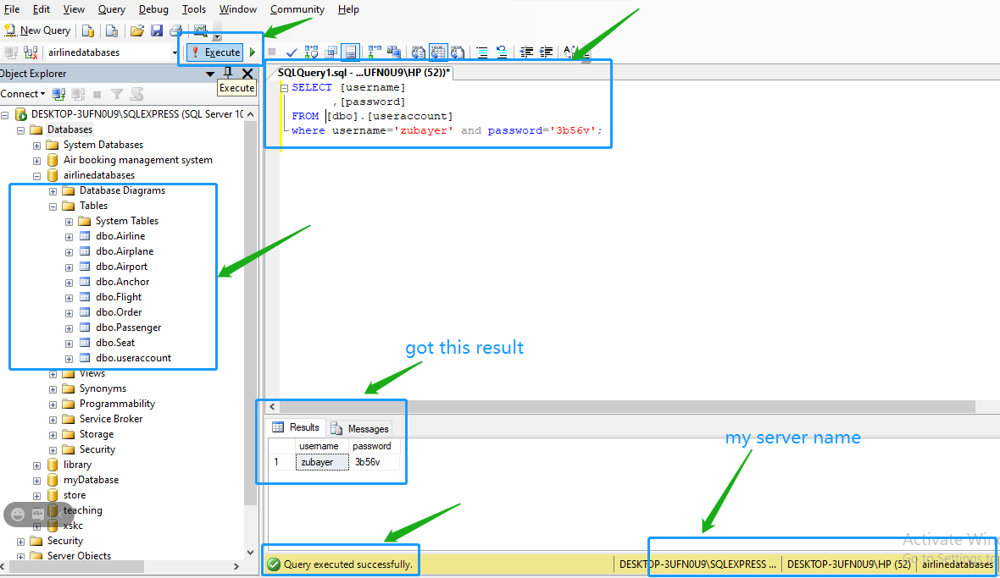 File Edit View Query Debug Tools Window Community Help
New Query
airlinedatabases
Execute
Object Explorer
Execute
Connect
DESKTOP-3UFN0U9\SQLEXPRESS (SQL Server 10
Databases
System Databases
Air booking management system
airlinedatabases
Database Diagrams
Tables
System Tables
dbo.Airline
dbo.Airplane
dbo.Airport
dbo.Anchor
dbo.Flight
dbo.Order
dbo.Passenger
dbo.Seat
dbo.useraccount
Views
Synonyms
Programmability
Service Broker
Storage
Security
library
myDatabase
store
teaching
xskc
Security
Server Objects
SQLQuery1.sql - ...UFN0U9\HP (52))*
SELECT [username]
,[password]
FROM [dbo].[useraccount]
where username='zubayer' and password='3b56v';
got this result
Results Messages
username password
1 zubayer 3b56v
my server name
Activate Win
Go to Settings to
Query executed successfully.
DESKTOP-3UFN0U9\SQLEXPRESS ... DESKTOP-3UFN0U9\HP (52) airlinedatabases